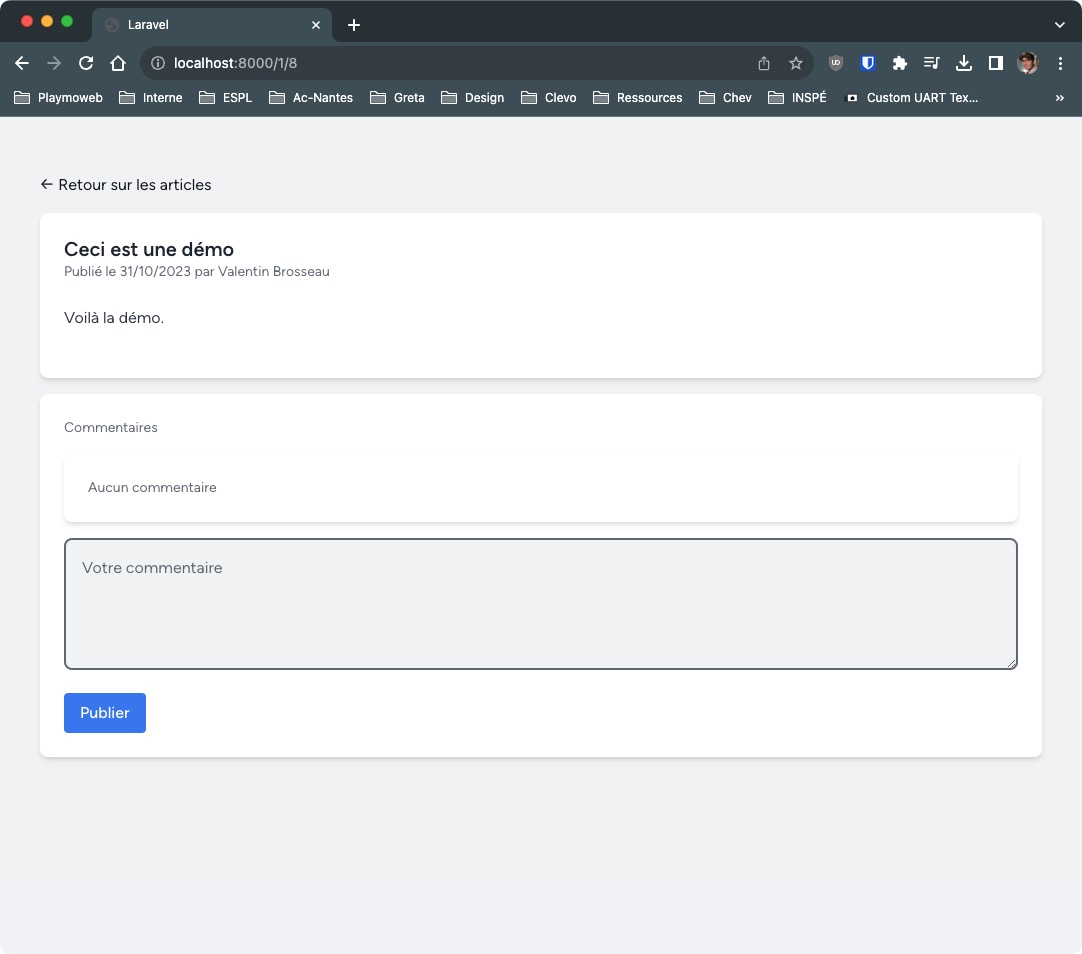 Laravel
localhost:8000/1/8
Playmoweb Interne ESPL Ac-Nantes Greta Design Clevo Ressources Chev INSPÉ Custom UART Tex... »
← Retour sur les articles
Ceci est une démo
Publié le 31/10/2023 par Valentin Brosseau
Voilà la démo.
Commentaires
Aucun commentaire
Votre commentaire
Publier